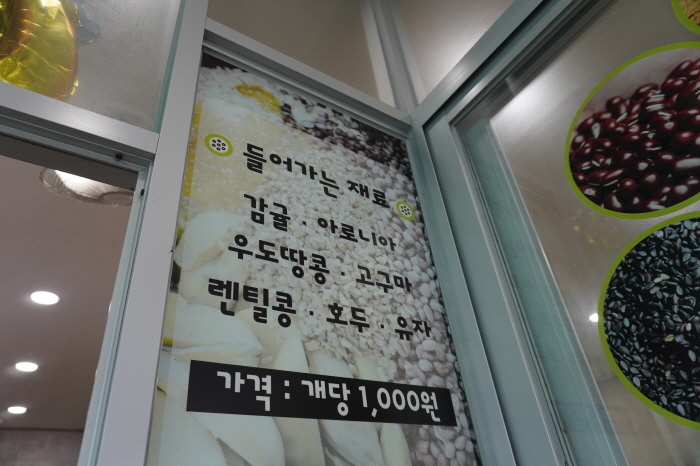 들어가는 재료
감귤 · 아로니아
우도땅콩 · 고구마
렌틸콩 · 호두 · 유자
가격 : 개당 1,000원